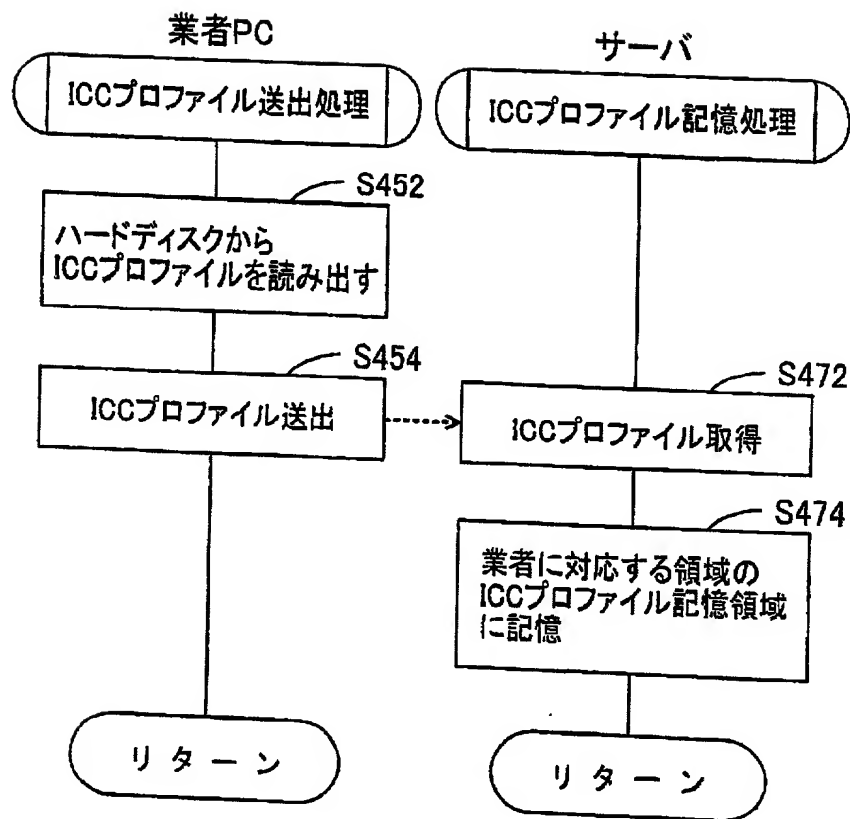 業者PC
サーバ
ICCプロファイル送出処理
ICCプロファイル記憶処理
S452
ハードディスクから
ICCプロファイルを読み出す
S454
ICCプロファイル送出
S472
ICCプロファイル取得
S474
業者に対応する領域の
ICCプロファイル記憶領域
に記憶
リターン
リターン